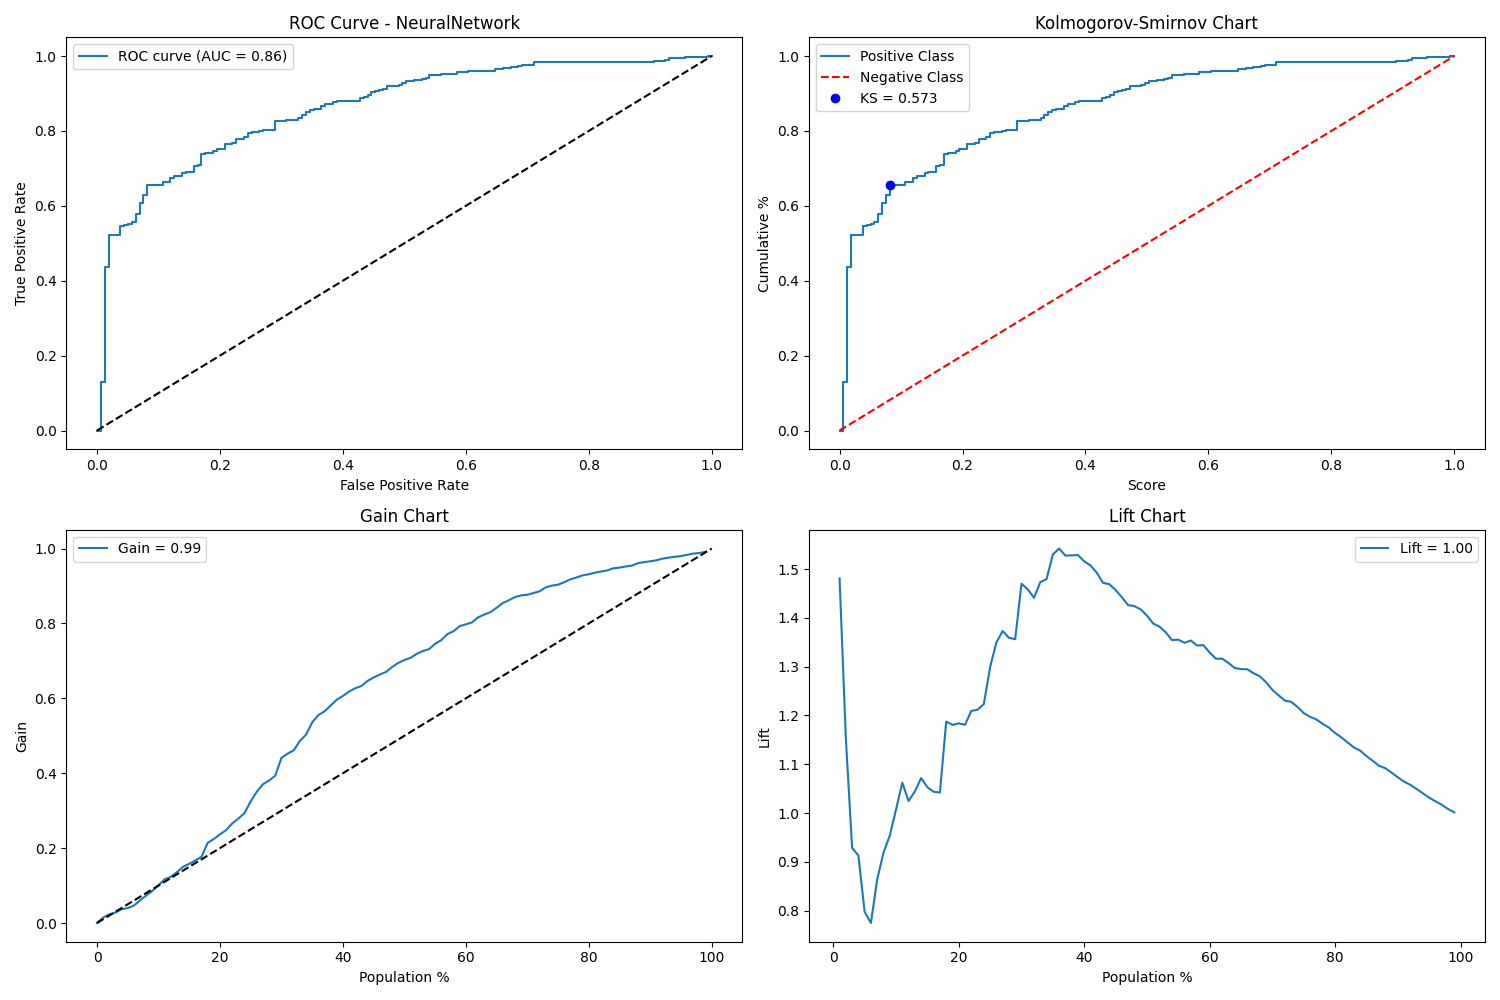 ROC Curve - NeuralNetwork
ROC curve (AUC = 0.86)
True Positive Rate
1.0
0.8
0.6
0.4
0.2
0.0
0.0 0.2 0.4 0.6 0.8 1.0
False Positive Rate
Kolmogorov-Smirnov Chart
Positive Class
Negative Class
KS = 0.573
Cumulative %
1.0
0.8
0.6
0.4
0.2
0.0
0.0 0.2 0.4 0.6 0.8 1.0
Score
Gain Chart
Gain = 0.99
Gain
1.0
0.8
0.6
0.4
0.2
0.0
0 20 40 60 80 100
Population %
Lift Chart
Lift = 1.00
Lift
1.5
1.4
1.3
1.2
1.1
1.0
0.9
0.8
0 20 40 60 80 100
Population %